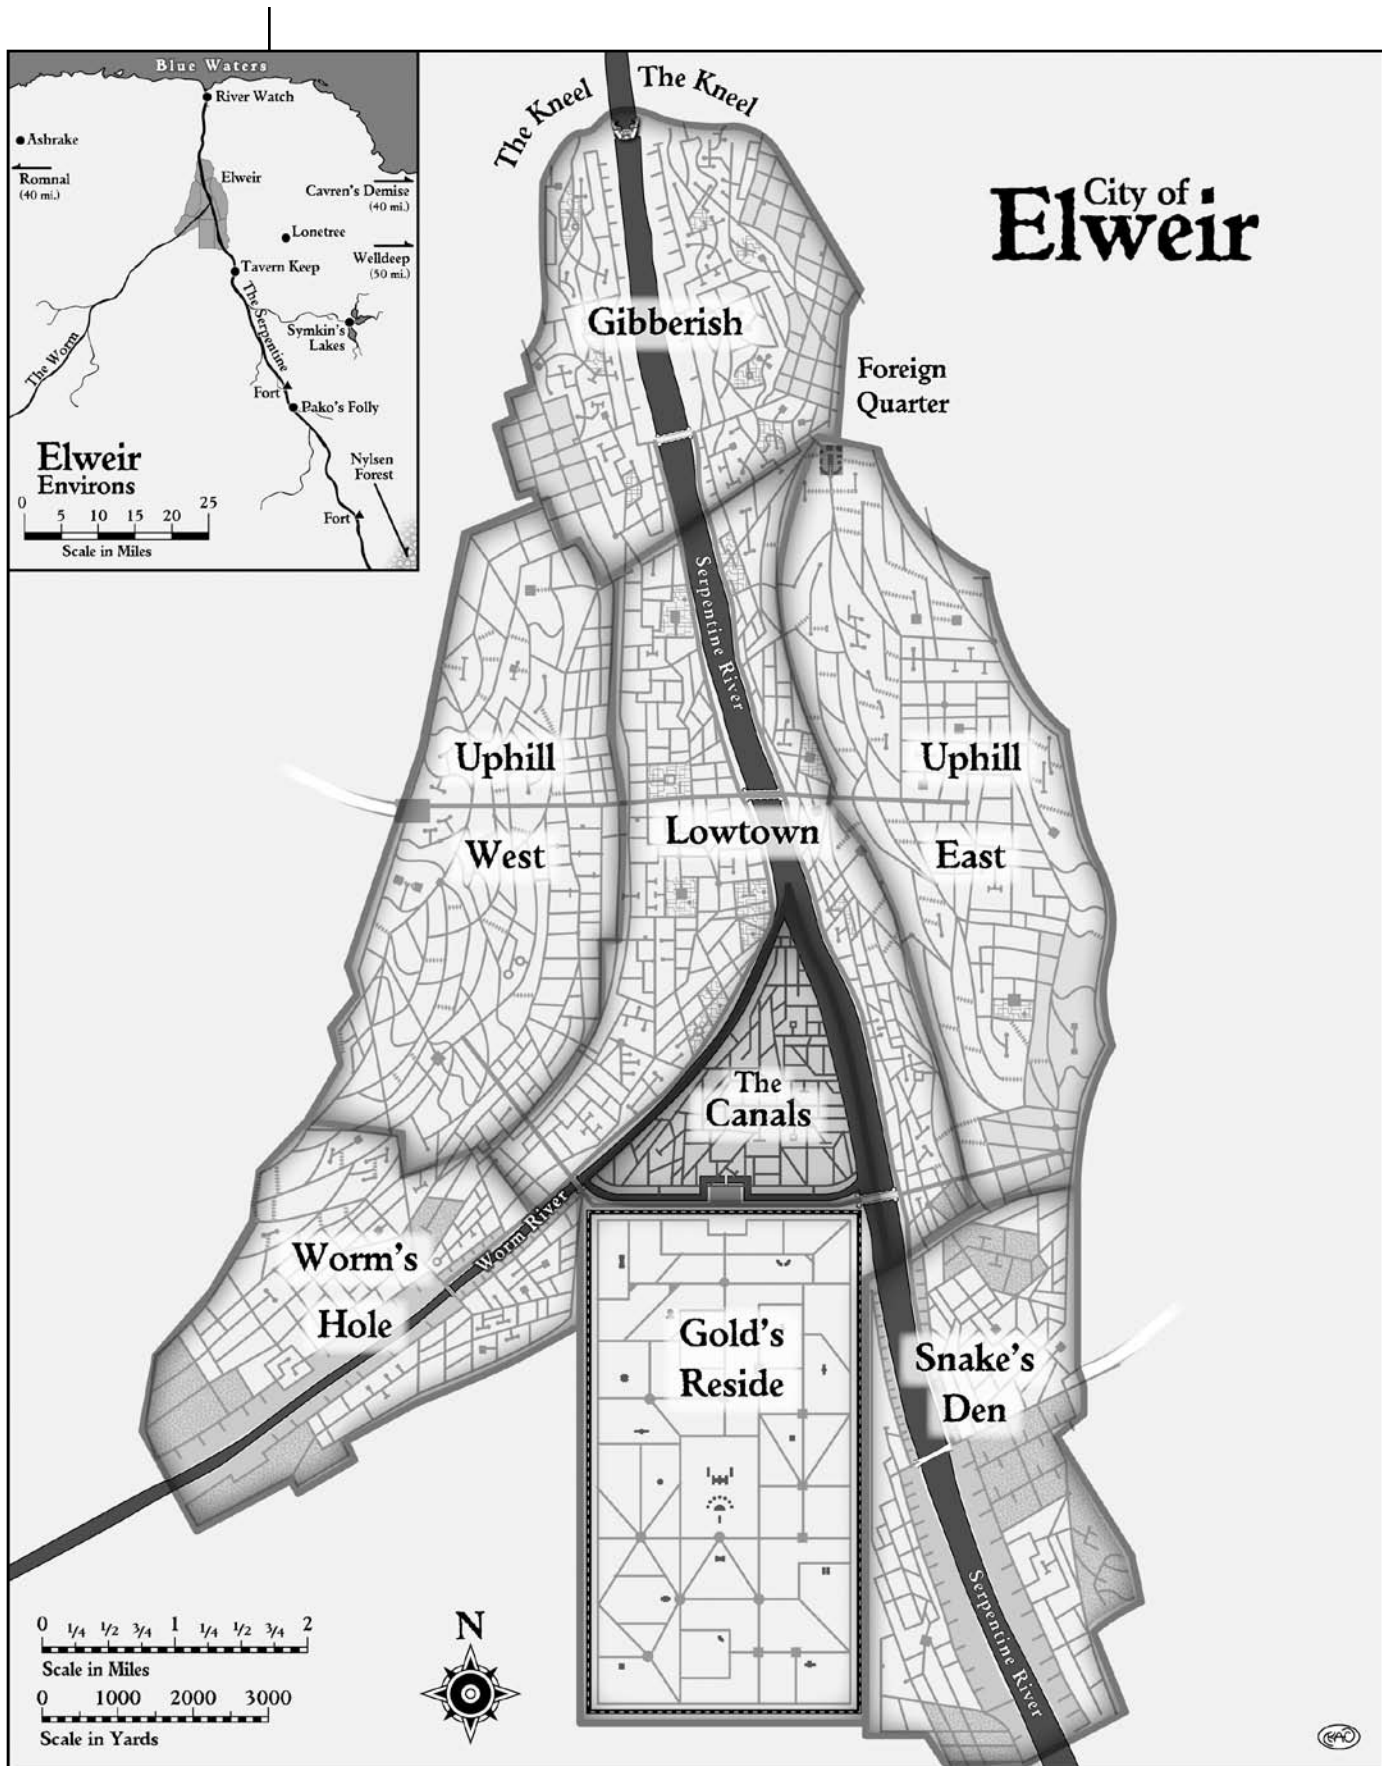 Blue Waters
River Watch
Ashrake
Romnal
(40 mi.)
Elweir
Cavren's Demise
(40 mi.)
Lonetree
Welldeep
(50 mi.)
Tavern Keep
The Serpentine
Symkin's
Lakes
The Worm
Fort
Pako's Folly
Elweir
Environs
Nylsen
Forest
0 5 10 15 20 25
Scale in Miles
Fort
The Kneel
The Kneel
City of
Elweir
Gibberish
Foreign
Quarter
Serpentine River
Uphill
West
Lowtown
Uphill
East
The
Canals
Worm River
Worm's
Hole
Gold's
Reside
Snake's
Den
Serpentine River
0 1/4 1/2 3/4 1 1/4 1/2 3/4 2
Scale in Miles
0 1000 2000 3000
Scale in Yards
N